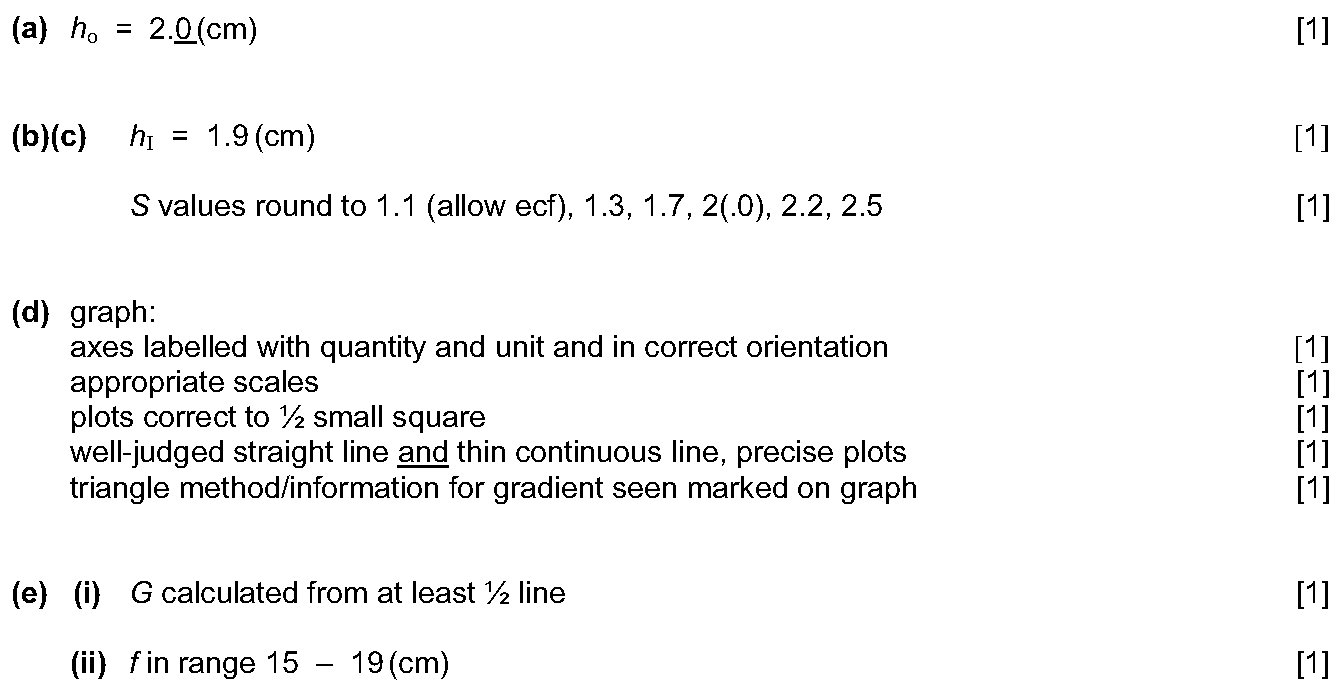 (a) hₒ = 2.0 (cm) [1]
(b)(c) h_I = 1.9 (cm) [1]
S values round to 1.1 (allow ecf), 1.3, 1.7, 2(.0), 2.2, 2.5 [1]
(d) graph:
axes labelled with quantity and unit and in correct orientation [1]
appropriate scales [1]
plots correct to ½ small square [1]
well-judged straight line and thin continuous line, precise plots [1]
triangle method/information for gradient seen marked on graph [1]
(e) (i) G calculated from at least ½ line [1]
(ii) f in range 15 – 19 (cm) [1]